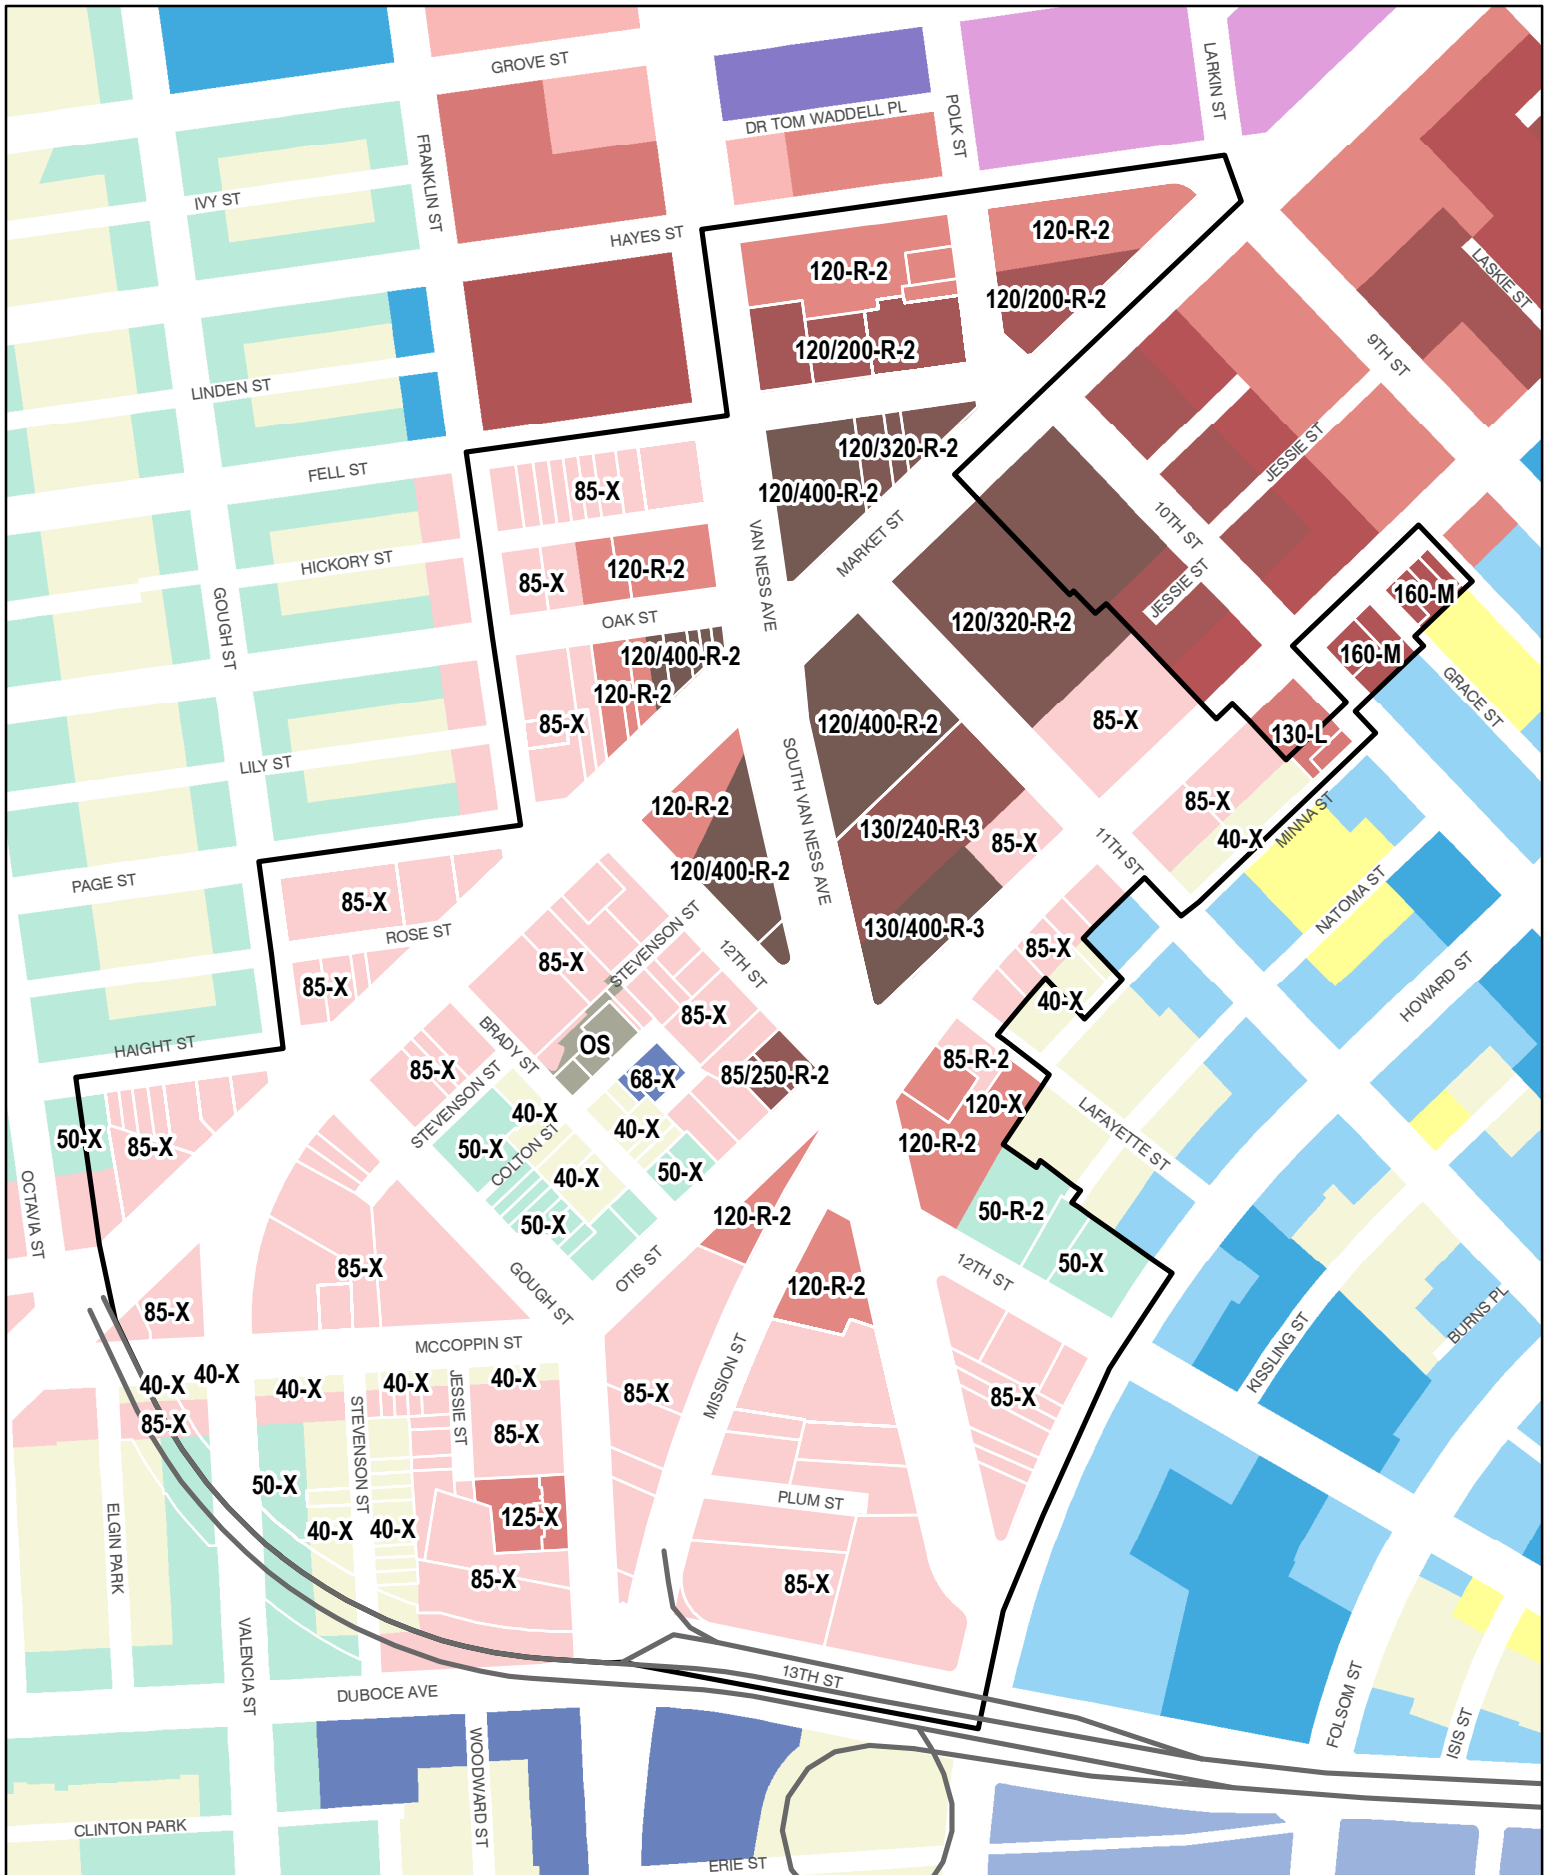 GROVE ST
LARKIN ST
DR TOM WADDELL PL
POLK ST
FRANKLIN ST
IVY ST
HAYES ST
120-R-2
120-R-2
LASKIE ST
120/200-R-2
120/200-R-2
9TH ST
LINDEN ST
120/320-R-2
JESSIE ST
FELL ST
85-X
120/400-R-2
10TH ST
MARKET ST
VAN NESS AVE
HICKORY ST
85-X
120-R-2
JESSIE ST
160-M
GOUGH ST
OAK ST
120/320-R-2
120/400-R-2
160-M
120-R-2
GRACE ST
85-X
120/400-R-2
85-X
130-L
LILY ST
SOUTH VAN NESS AVE
120-R-2
85-X
130/240-R-3
85-X
40-X
MINNA ST
11TH ST
120/400-R-2
PAGE ST
85-X
NATOMA ST
130/400-R-3
ROSE ST
STEVENSON ST
12TH ST
85-X
85-X
85-X
HOWARD ST
40-X
85-X
BRADY ST
OS
HAIGHT ST
85-X
85-R-2
68-X
85/250-R-2
STEVENSON ST
120-X
40-X
40-X
LAFAYETTE ST
50-X
85-X
50-X
COLTON ST
120-R-2
40-X
50-X
OCTAVIA ST
120-R-2
50-R-2
50-X
85-X
OTIS ST
50-X
12TH ST
GOUGH ST
120-R-2
85-X
BURNS PL
MCCOPPIN ST
KISSLING ST
40-X
40-X
40-X
40-X
40-X
MISSION ST
85-X
85-X
85-X
JESSIE ST
STEVENSON ST
85-X
50-X
PLUM ST
125-X
40-X
40-X
ELGIN PARK
85-X
85-X
VALENCIA ST
13TH ST
DUBOCE AVE
FOLSOM ST
ISIS ST
WOODWARD ST
CLINTON PARK
ERIE ST